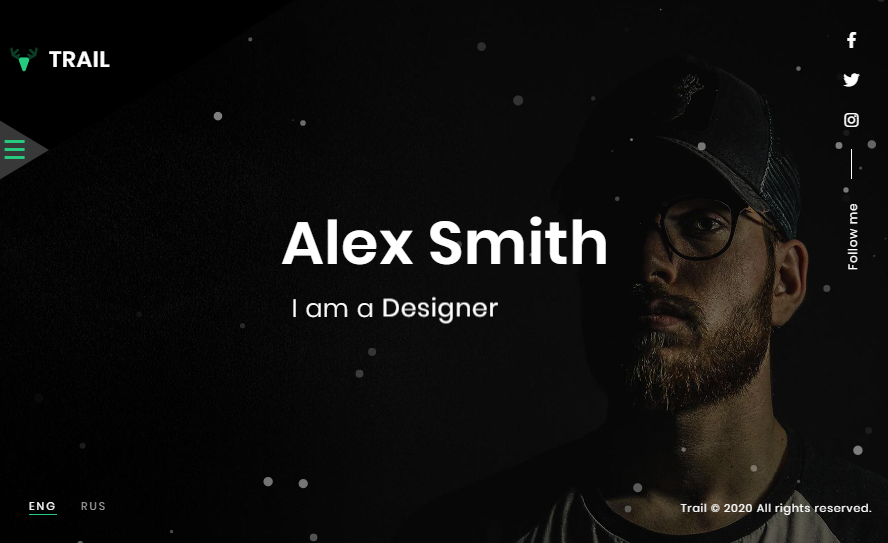 TRAIL
Alex Smith
I am a Designer
Follow me
ENG RUS
Trail © 2020 All rights reserved.